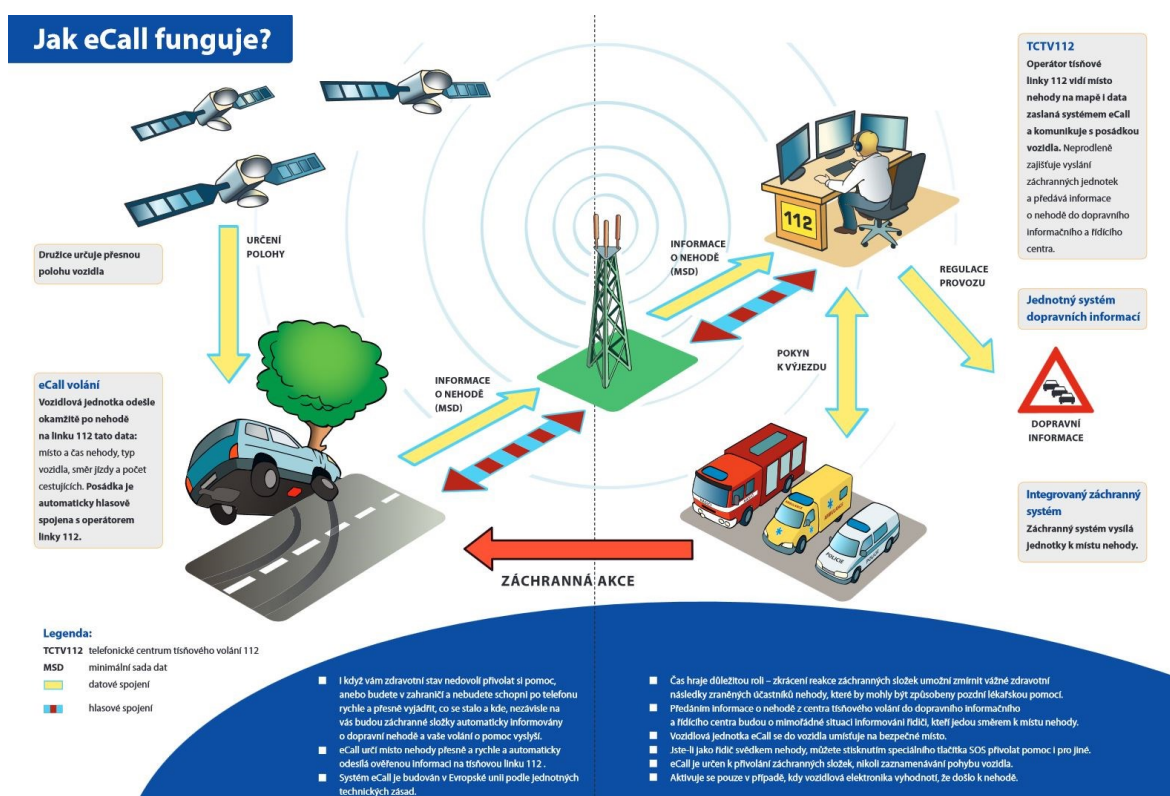 Jak eCall funguje?
Družice určuje přesnou
polohu vozidla
URČENÍ
POLOHY
eCall volání
Vozidlová jednotka odešle
okamžitě po nehodě
na linku 112 tato data:
místo a čas nehody, typ
vozidla, směr jízdy a počet
cestujících. Posádka je
automaticky hlasově
spojena s operátorem
linky 112.
INFORMACE
O NEHODĚ
(MSD)
INFORMACE
O NEHODĚ
(MSD)
112
TCTV112
Operátor tísňové
linky 112 vidí místo
nehody na mapě i data
zaslaná systémem eCall
a komunikuje s posádkou
vozidla. Neprodleně
zajišťuje vyslání
záchranných jednotek
a předává informace
o nehodě do dopravního
informačního a řídícího
centra.
REGULACE
PROVOZU
Jednotný systém
dopravních informací
DOPRAVNÍ
INFORMACE
POKYN
K VÝJEZDU
AMBULANCE
POLICIE
POLICIE
Integrovaný záchranný
systém
Záchranný systém vysílá
jednotky k místu nehody.
ZÁCHRANNÁ AKCE
Legenda:
TCTV112 telefonické centrum tísňového volání 112
MSD minimální sada dat
datové spojení
hlasové spojení
I když vám zdravotní stav nedovolí přivolat si pomoc,
anebo budete v zahraničí a nebudete schopni po telefonu
rychle a přesně vyjádřit, co se stalo a kde, nezávisle na
vás budou záchranné složky automaticky informovány
o dopravní nehodě a vaše volání o pomoc vyslyší.
eCall určí místo nehody přesně a rychle a automaticky
odesílá ověřenou informaci na tísňovou linku 112 .
Systém eCall je budován v Evropské unii podle jednotných
technických zásad.
Čas hraje důležitou roli – zkrácení reakce záchranných složek umožní zmírnit vážné zdravotní
následky zraněných účastníků nehody, které by mohly být způsobeny pozdní lékařskou pomocí.
Předáním informace o nehodě z centra tísňového volání do dopravního informačního
a řídícího centra budou o mimořádné situaci informováni řidiči, kteří jedou směrem k místu nehody.
Vozidlová jednotka eCall se do vozidla umísťuje na bezpečné místo.
Jste-li jako řidič svědkem nehody, můžete stisknutím speciálního tlačítka SOS přivolat pomoc i pro jiné.
eCall je určen k přivolání záchranných složek, nikoli zaznamenávání pohybu vozidla.
Aktivuje se pouze v případě, kdy vozidlová elektronika vyhodnotí, že došlo k nehodě.